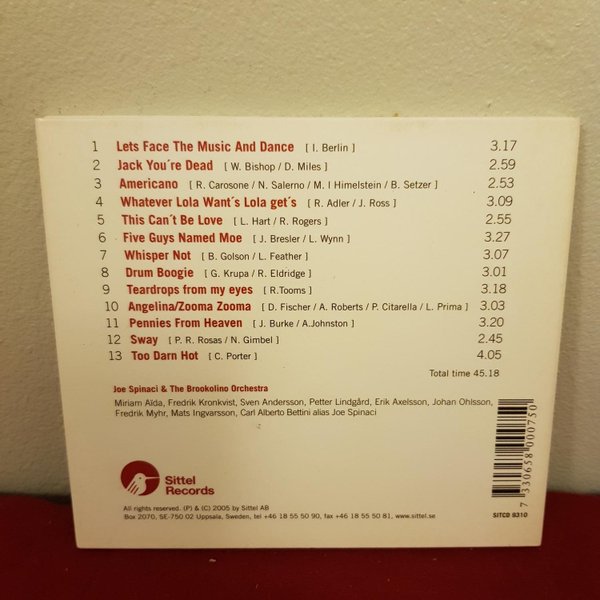 1 Lets Face The Music And Dance [ I. Berlin ] 3.17
2 Jack You´re Dead [ W. Bishop / D. Miles ] 2.59
3 Americano [ R. Carosone / N. Salerno / M. I Himelstein / B. Setzer ] 2.53
4 Whatever Lola Want´s Lola get´s [ R. Adler / J. Ross ] 3.09
5 This Can´t Be Love [ L. Hart / R. Rogers ] 2.55
6 Five Guys Named Moe [ J. Bresler / L. Wynn ] 3.27
7 Whisper Not [ B. Golson / L. Feather ] 3.07
8 Drum Boogie [ G. Krupa / R. Eldridge ] 3.01
9 Teardrops from my eyes [ R.Tooms ] 3.18
10 Angelina/Zooma Zooma [ D. Fischer / A. Roberts / P. Citarella / L. Prima ] 3.03
11 Pennies From Heaven [ J. Burke / A.Johnston ] 3.20
12 Sway [ P. R. Rosas / N. Gimbel ] 2.45
13 Too Darn Hot [ C. Porter ] 4.05
Total time 45.18
Joe Spinaci & The Brookolino Orchestra
Miriam Aïda, Fredrik Kronkvist, Sven Andersson, Petter Lindgård, Erik Axelsson, Johan Ohlsson,
Fredrik Myhr, Mats Ingvarsson, Carl Alberto Bettini alias Joe Spinaci
Sittel
Records
All rights reserved. (P) & (C) 2005 by Sittel AB
Box 2070, SE-750 02 Uppsala, Sweden, tel +46 18 55 50 90, fax +46 18 55 50 81, www.sittel.se
7 330658 000750
SITCD 9310